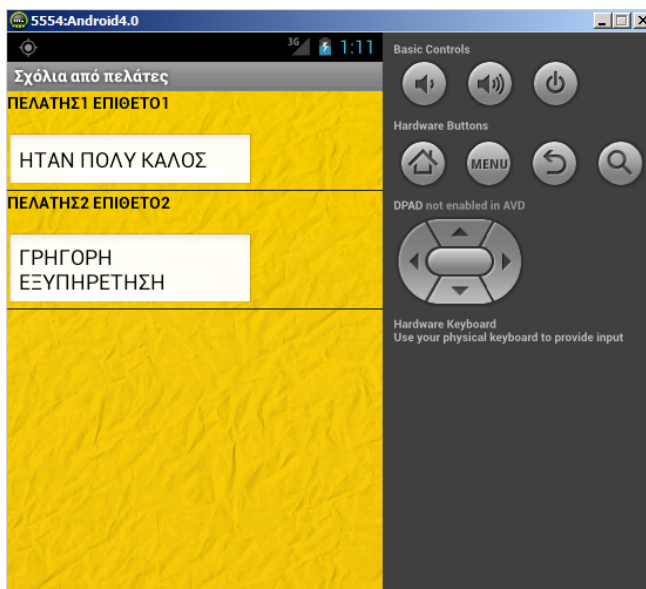 5554:Android4.0
3G 1:11
Σχόλια από πελάτες
ΠΕΛΑΤΗΣ1 ΕΠΙΘΕΤΟ1
ΗΤΑΝ ΠΟΛΥ ΚΑΛΟΣ
ΠΕΛΑΤΗΣ2 ΕΠΙΘΕΤΟ2
ΓΡΗΓΟΡΗ
ΕΞΥΠΗΡΕΤΗΣΗ
Basic Controls
Hardware Buttons
MENU
DPAD not enabled in AVD
Hardware Keyboard
Use your physical keyboard to provide input